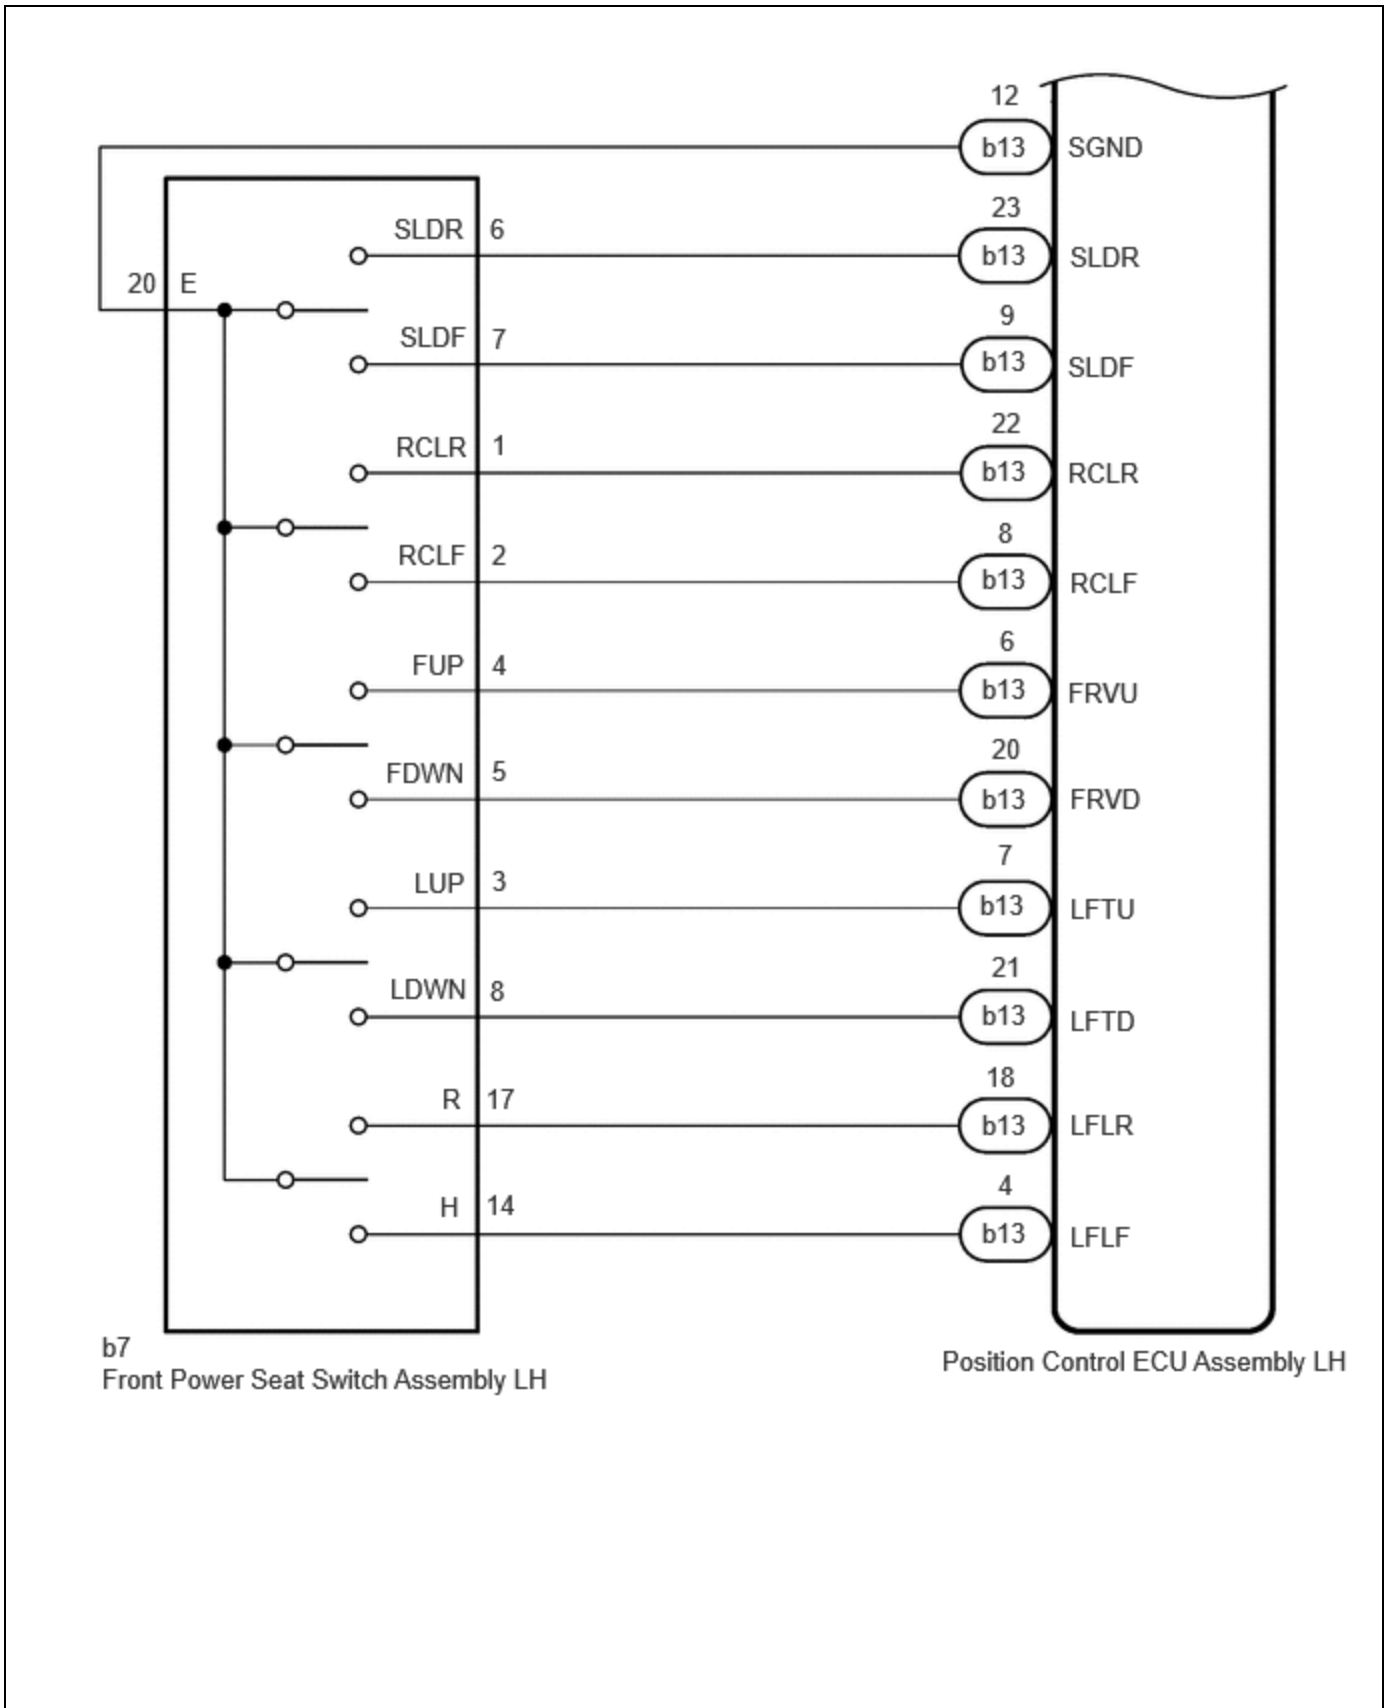 12
b13 SGND
SLDR 6
23
b13 SLDR
20 E
SLDF 7
9
b13 SLDF
RCLR 1
22
b13 RCLR
RCLF 2
8
b13 RCLF
FUP 4
6
b13 FRVU
FDWN 5
20
b13 FRVD
LUP 3
7
b13 LFTU
LDWN 8
21
b13 LFTD
R 17
18
b13 LFLR
H 14
4
b13 LFLF
b7
Front Power Seat Switch Assembly LH
Position Control ECU Assembly LH